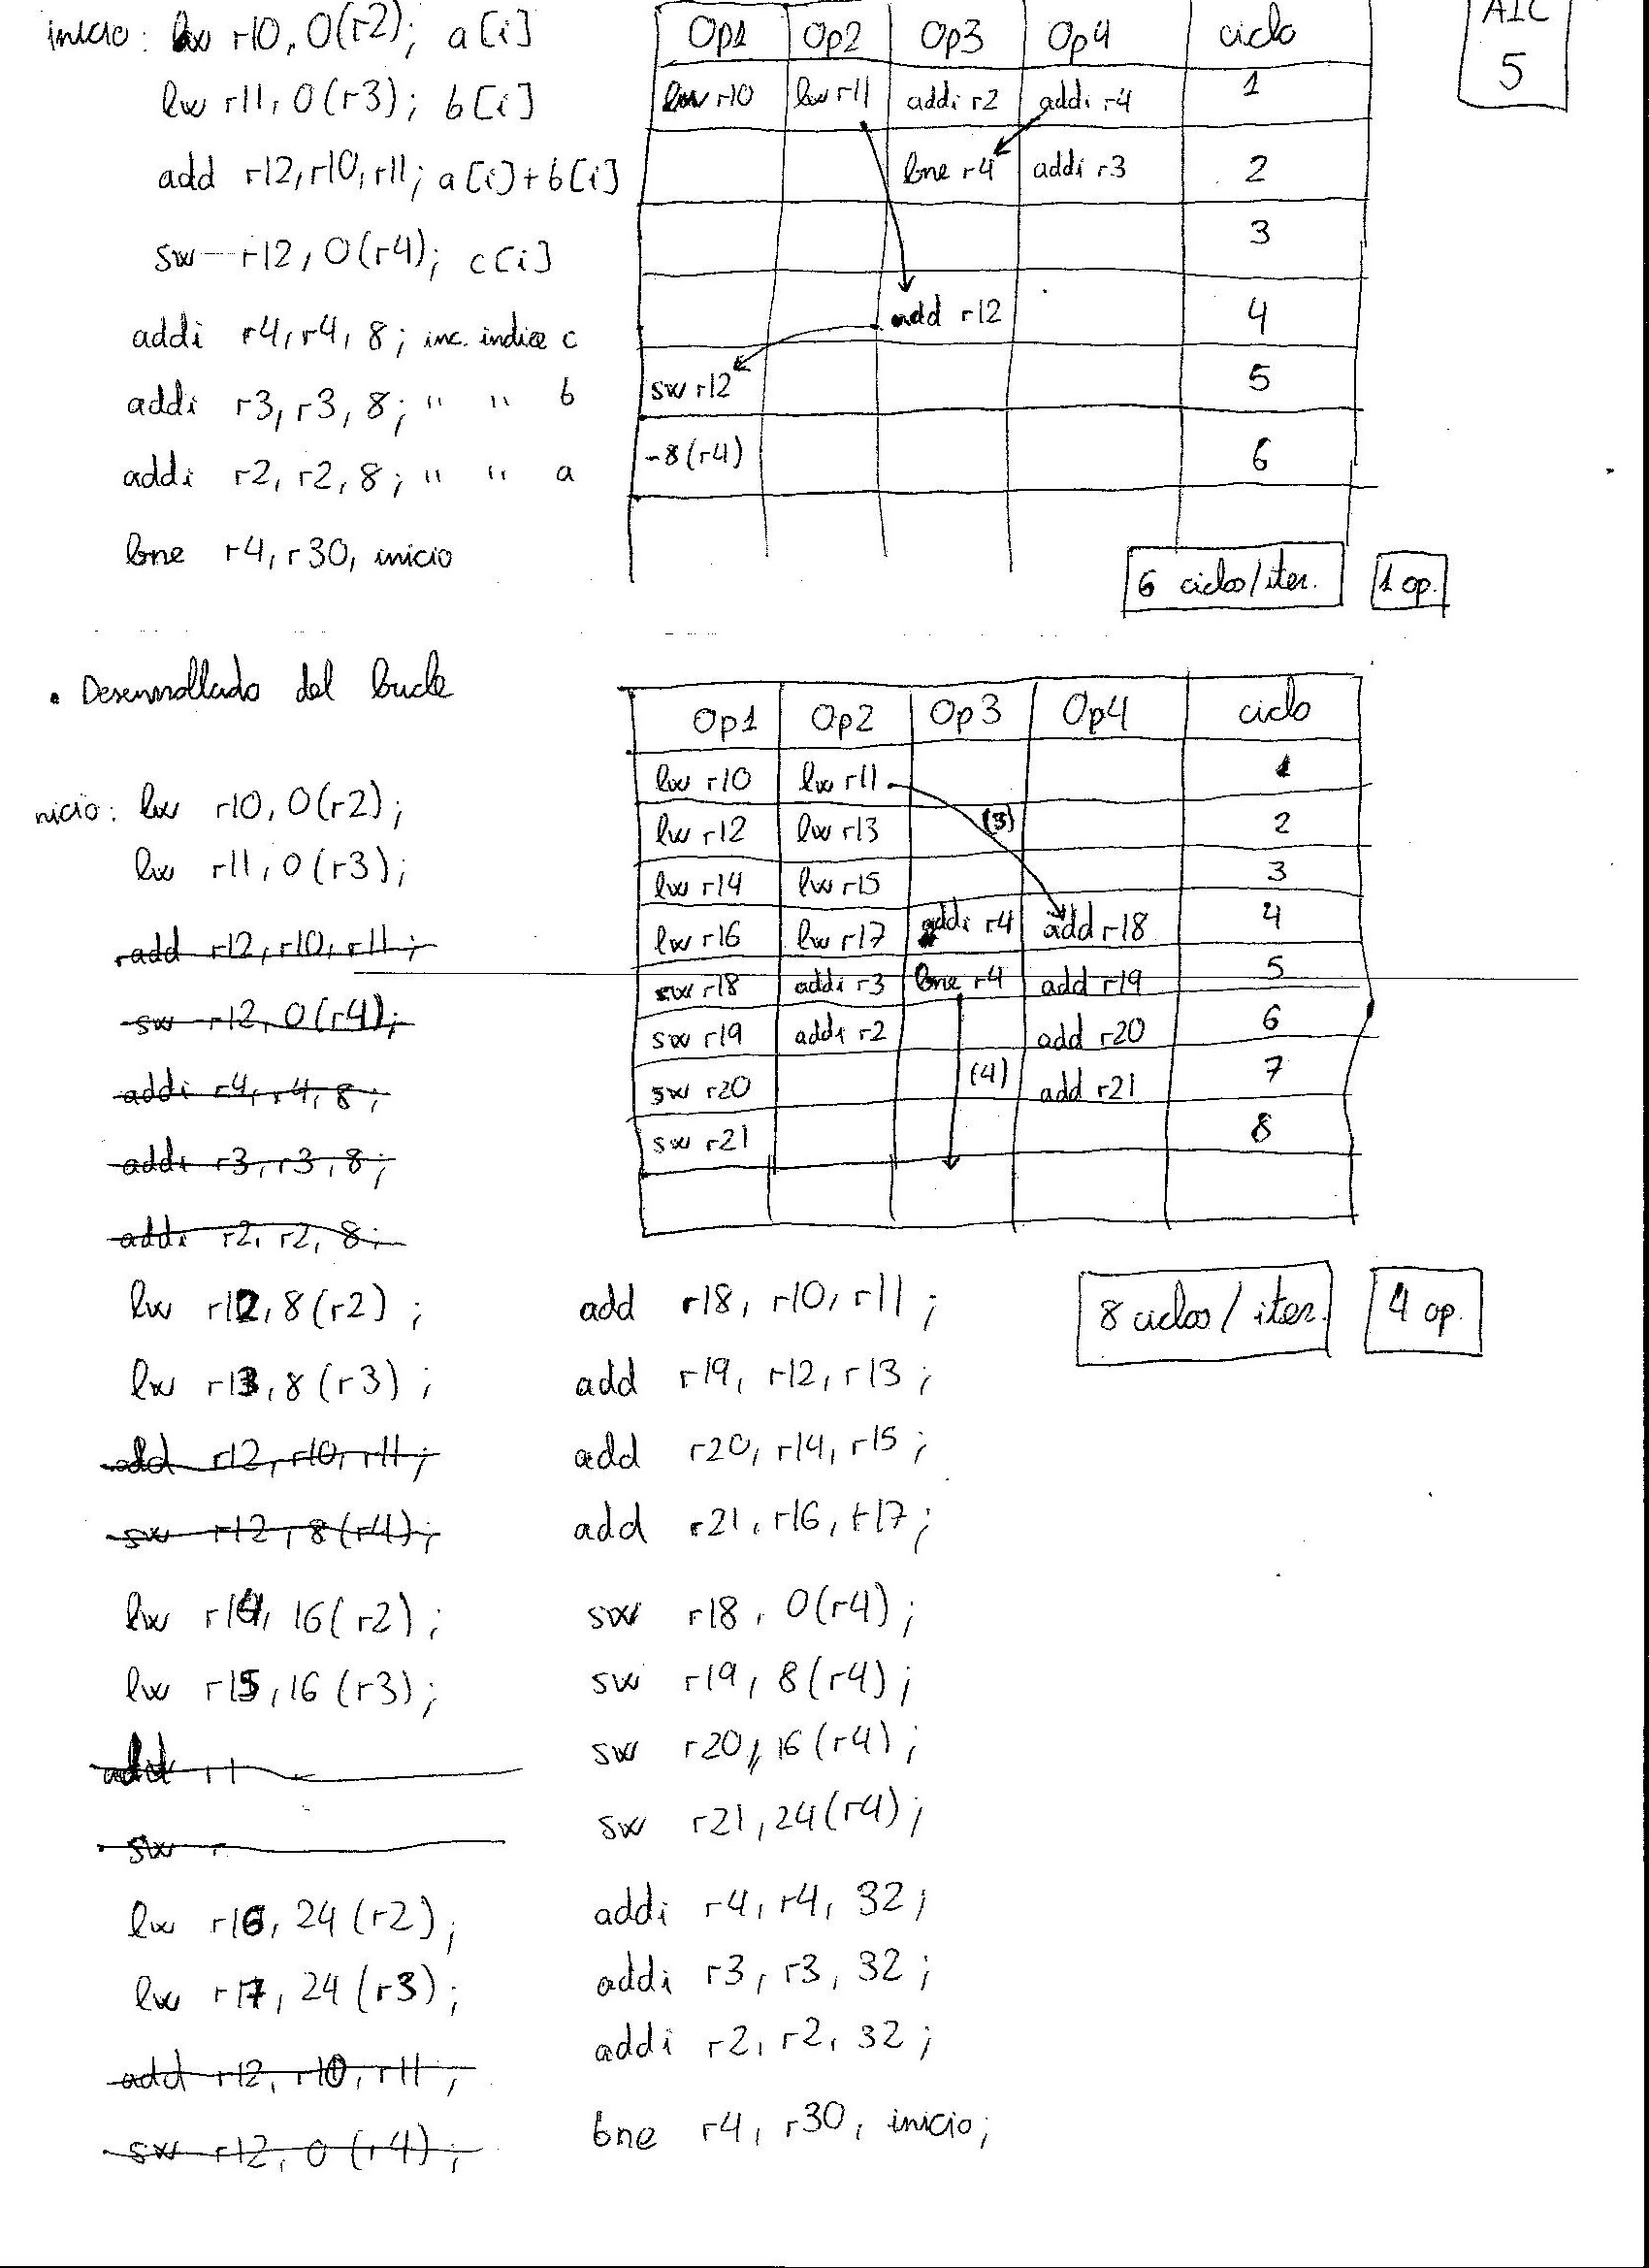 AIC
5
inicio: lw r10, 0(r2); a[i]
lw r11, 0(r3); b[i]
add r12, r10, r11; a[i]+b[i]
sw r12, 0(r4); c[i]
addi r4, r4, 8; inc. indice c
addi r3, r3, 8; " " b
addi r2, r2, 8; " " a
bne r4, r30, inicio
Op1 Op2 Op3 Op4 ciclo
lw r10 lw r11 addi r2 addi r4 1
bne r4 addi r3 2
3
add r12 4
sw r12 5
-8(r4) 6
6 ciclos/iter. 1 op.
• Desenrollado del bucle
nicio: lw r10, 0(r2);
lw r11, 0(r3);
add r12, r10, r11;
sw r12, 0(r4);
addi r4, r4, 8;
addi r3, r3, 8;
addi r2, r2, 8;
lw r12, 8(r2);
lw r13, 8(r3);
add r12, r10, r11;
sw r12, 8(r4);
lw r14, 16(r2);
lw r15, 16(r3);
add r1
sw r
lw r16, 24(r2);
lw r17, 24(r3);
add r12, r10, r11;
sw r12, 0(r4);
Op1 Op2 Op3 Op4 ciclo
lw r10 lw r11 1
lw r12 lw r13 (3) 2
lw r14 lw r15 3
lw r16 lw r17 addi r4 add r18 4
sw r18 addi r3 bne r4 add r19 5
sw r19 addi r2 add r20 6
sw r20 (4) add r21 7
sw r21 8
8 ciclos/iter. 4 op.
add r18, r10, r11;
add r19, r12, r13;
add r20, r14, r15;
add r21, r16, r17;
sw r18, 0(r4);
sw r19, 8(r4);
sw r20, 16(r4);
sw r21, 24(r4);
addi r4, r4, 32;
addi r3, r3, 32;
addi r2, r2, 32;
bne r4, r30, inicio;